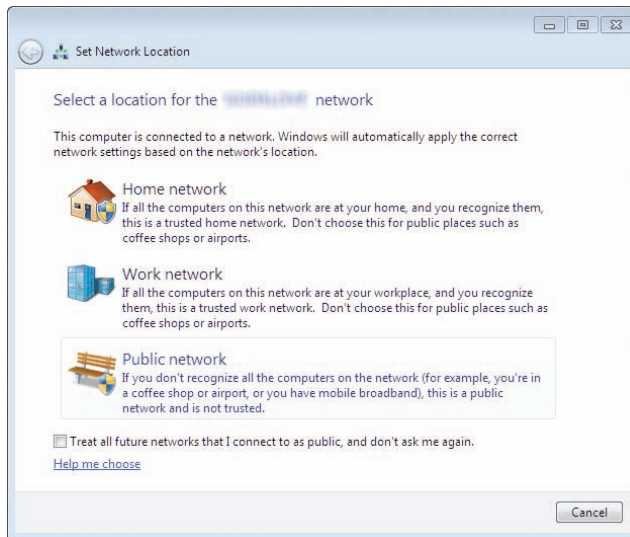 Set Network Location
Select a location for the network
This computer is connected to a network. Windows will automatically apply the correct
network settings based on the network's location.
Home network
If all the computers on this network are at your home, and you recognize them,
this is a trusted home network. Don't choose this for public places such as
coffee shops or airports.
Work network
If all the computers on this network are at your workplace, and you recognize
them, this is a trusted work network. Don't choose this for public places such as
coffee shops or airports.
Public network
If you don't recognize all the computers on the network (for example, you're in
a coffee shop or airport, or you have mobile broadband), this is a public
network and is not trusted.
Treat all future networks that I connect to as public, and don't ask me again.
Help me choose
Cancel